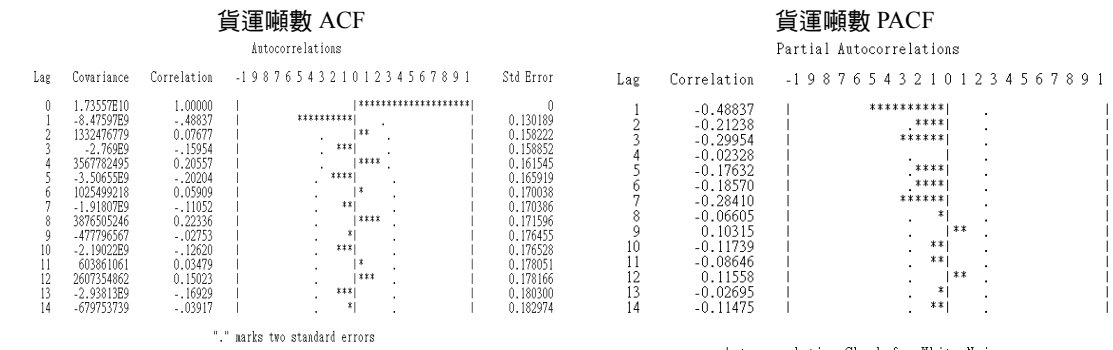 貨運噸數 ACF
Autocorrelations
Lag Covariance Correlation -1 9 8 7 6 5 4 3 2 1 0 1 2 3 4 5 6 7 8 9 1 Std Error
0 1.73557E10 1.00000 | |********************| 0
1 -8.47597E9 -.48837 | **********| . | 0.130189
2 1332476779 0.07677 | . |** . | 0.158222
3 -2.769E9 -.15954 | . ***| . | 0.158852
4 3567782495 0.20557 | . |**** . | 0.161545
5 -3.50655E9 -.20204 | . ****| . | 0.165919
6 1025499218 0.05909 | . |* . | 0.170038
7 -1.91807E9 -.11052 | . **| . | 0.170386
8 3876505246 0.22336 | . |**** . | 0.171596
9 -477796567 -.02753 | . *| . | 0.176455
10 -2.19022E9 -.12620 | . ***| . | 0.176528
11 603861061 0.03479 | . |* . | 0.178051
12 2607354862 0.15023 | . |*** . | 0.178166
13 -2.93813E9 -.16929 | . ***| . | 0.180300
14 -679753739 -.03917 | . *| . | 0.182974
"." marks two standard errors
貨運噸數 PACF
Partial Autocorrelations
Lag Correlation -1 9 8 7 6 5 4 3 2 1 0 1 2 3 4 5 6 7 8 9 1
1 -0.48837 | **********| . |
2 -0.21238 | .****| . |
3 -0.29954 | ******| . |
4 -0.02328 | . | . |
5 -0.17632 | .****| . |
6 -0.18570 | .****| . |
7 -0.28410 | ******| . |
8 -0.06605 | . *| . |
9 0.10315 | . |** . |
10 -0.11739 | . **| . |
11 -0.08646 | . **| . |
12 0.11558 | . |** . |
13 -0.02695 | . *| . |
14 -0.11475 | . **| . |